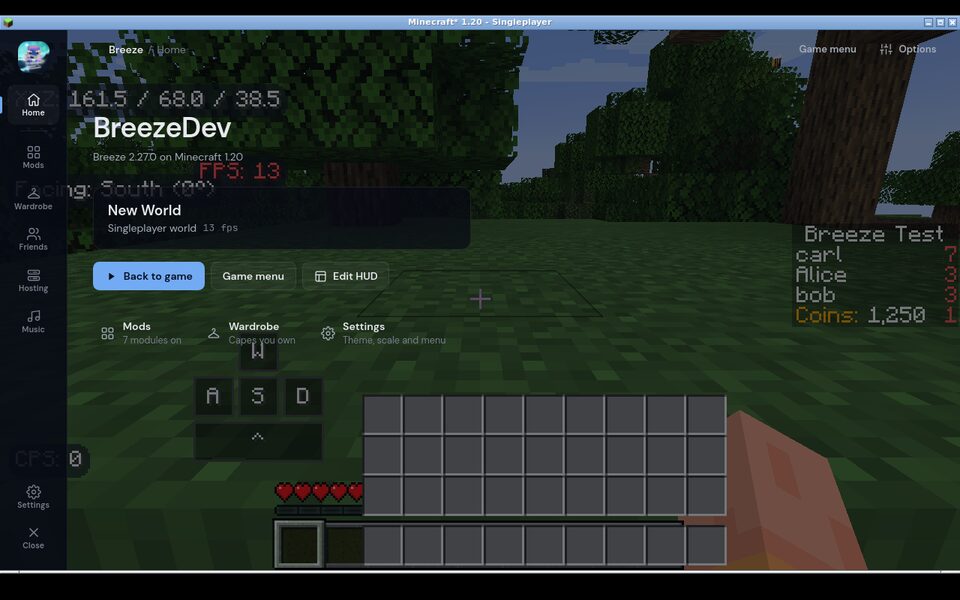 Minecraft* 1.20 - Singleplayer
Breeze / Home
Game menu
Options
161.5 / 68.0 / 38.5
Home
BreezeDev
Breeze 2.27.0 on Minecraft 1.20
FPS: 13
Mods
Facing: South (0°)
Wardrobe
New World
Singleplayer world 13 fps
Friends
Breeze Test
carl 7
Alice 3
bob 3
Coins: 1,250 1
Hosting
Back to game
Game menu
Edit HUD
Music
Mods
7 modules on
Wardrobe
Capes you own
Settings
Theme, scale and menu
W
A S D
^
CPS: 0
Settings
Close